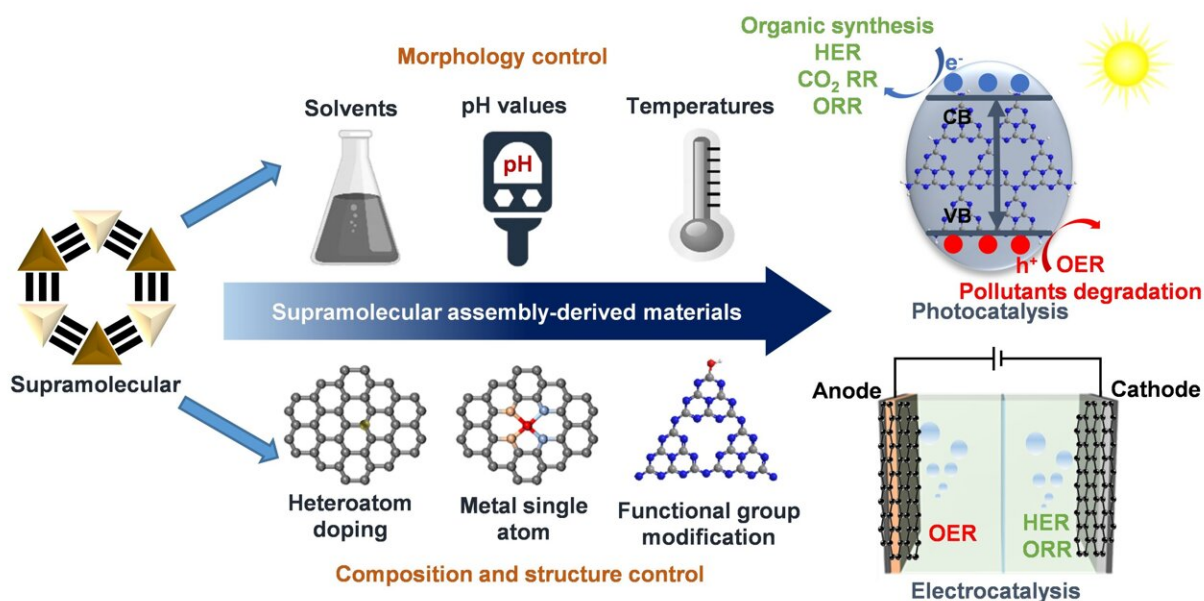 Morphology control
Solvents
pH values
Temperatures
pH
Supramolecular
Supramolecular assembly-derived materials
Heteroatom
doping
Metal single
atom
Functional group
modification
Composition and structure control
Organic synthesis
HER
CO₂ RR
ORR
e⁻
CB
VB
h⁺
OER
Pollutants degradation
Photocatalysis
Anode
Cathode
OER
HER
ORR
Electrocatalysis